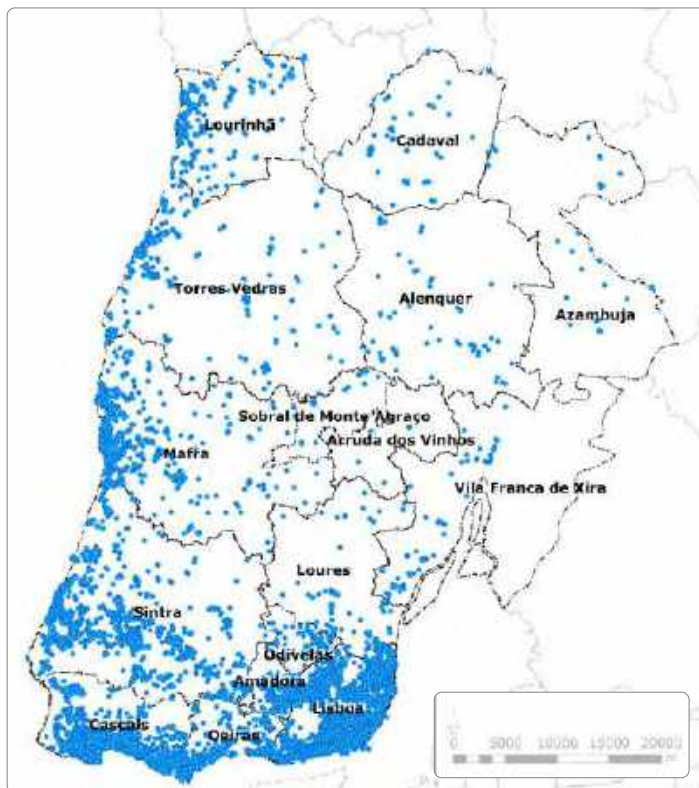 Lourinhã
Cadaval
Torres Vedras
Alenquer
Azambuja
Sobral de Monte Agraço
Arruda dos Vinhos
Mafra
Vila Franca de Xira
Loures
Sintra
Odivelas
Amadora
Lisboa
Cascais
Oeiras
0 5000 10000 15000 20000